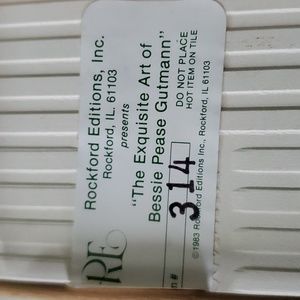 Rockford Editions, Inc.
Rockford, IL. 61103
presents
"The Exquisite Art of
Bessie Pease Gutmann"
DO NOT PLACE
HOT ITEM ON TILE
RE
n # 314
©1983 Rockford Editions Inc., Rockford, IL 61103